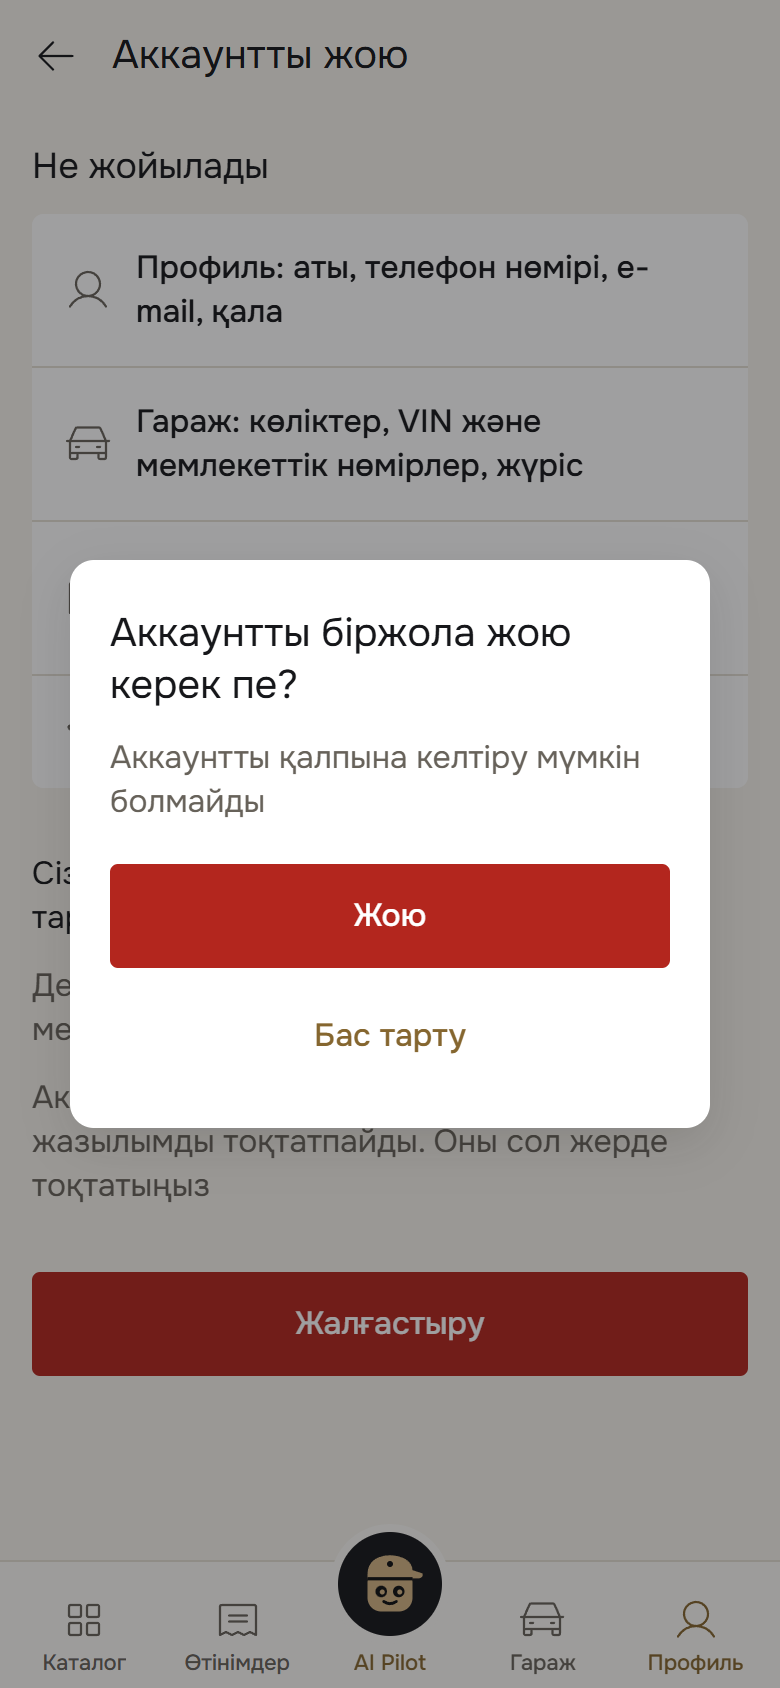 Аккаунтты жою
Не жойылады
Профиль: аты, телефон нөмірі, e-
mail, қала
Гараж: көліктер, VIN және
мемлекеттік нөмірлер, жүріс
Аккаунтты біржола жою
керек пе?
Аккаунтты қалпына келтіру мүмкін
болмайды
Жою
Бас тарту
жазылымды тоқтатпайды. Оны сол жерде
тоқтатыңыз
Жалғастыру
Каталог
Өтінімдер
AI Pilot
Гараж
Профиль